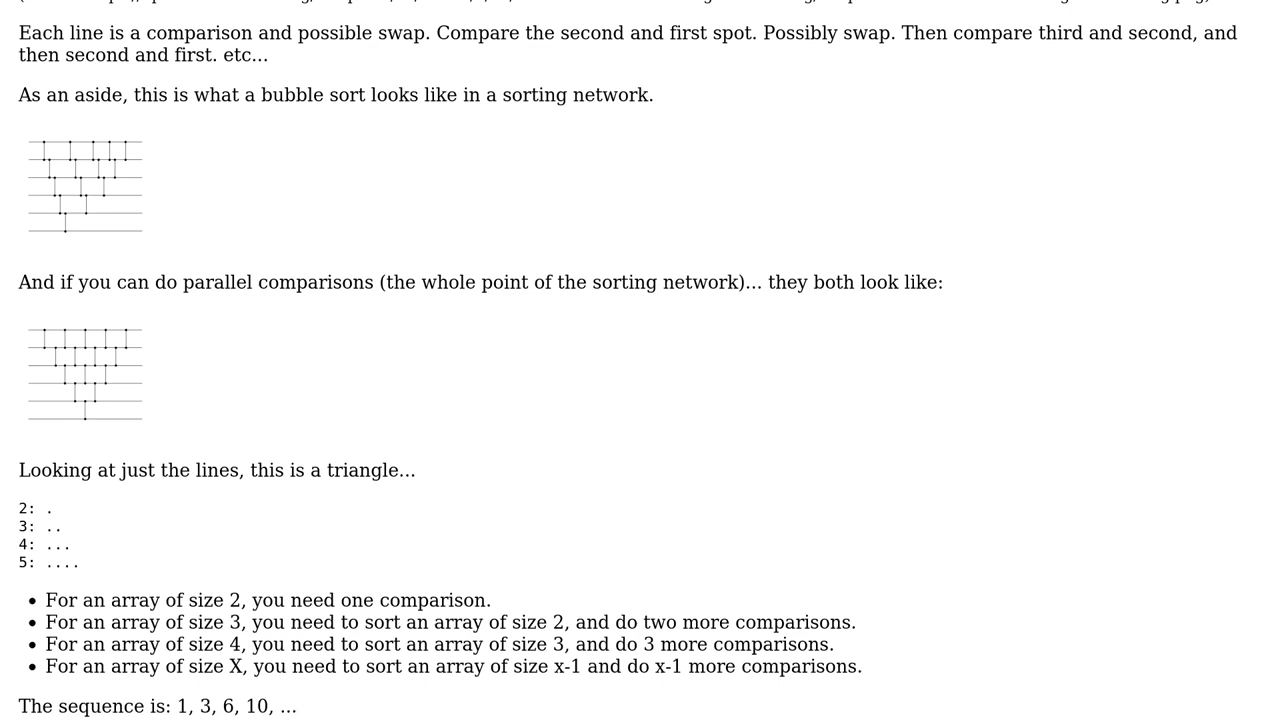 Each line is a comparison and possible swap. Compare the second and first spot. Possibly swap. Then compare third and second, and
then second and first. etc...
As an aside, this is what a bubble sort looks like in a sorting network.
And if you can do parallel comparisons (the whole point of the sorting network)... they both look like:
Looking at just the lines, this is a triangle...
2: .
3: ..
4: ...
5: ....
• For an array of size 2, you need one comparison.
• For an array of size 3, you need to sort an array of size 2, and do two more comparisons.
• For an array of size 4, you need to sort an array of size 3, and do 3 more comparisons.
• For an array of size X, you need to sort an array of size x-1 and do x-1 more comparisons.
The sequence is: 1, 3, 6, 10, ...